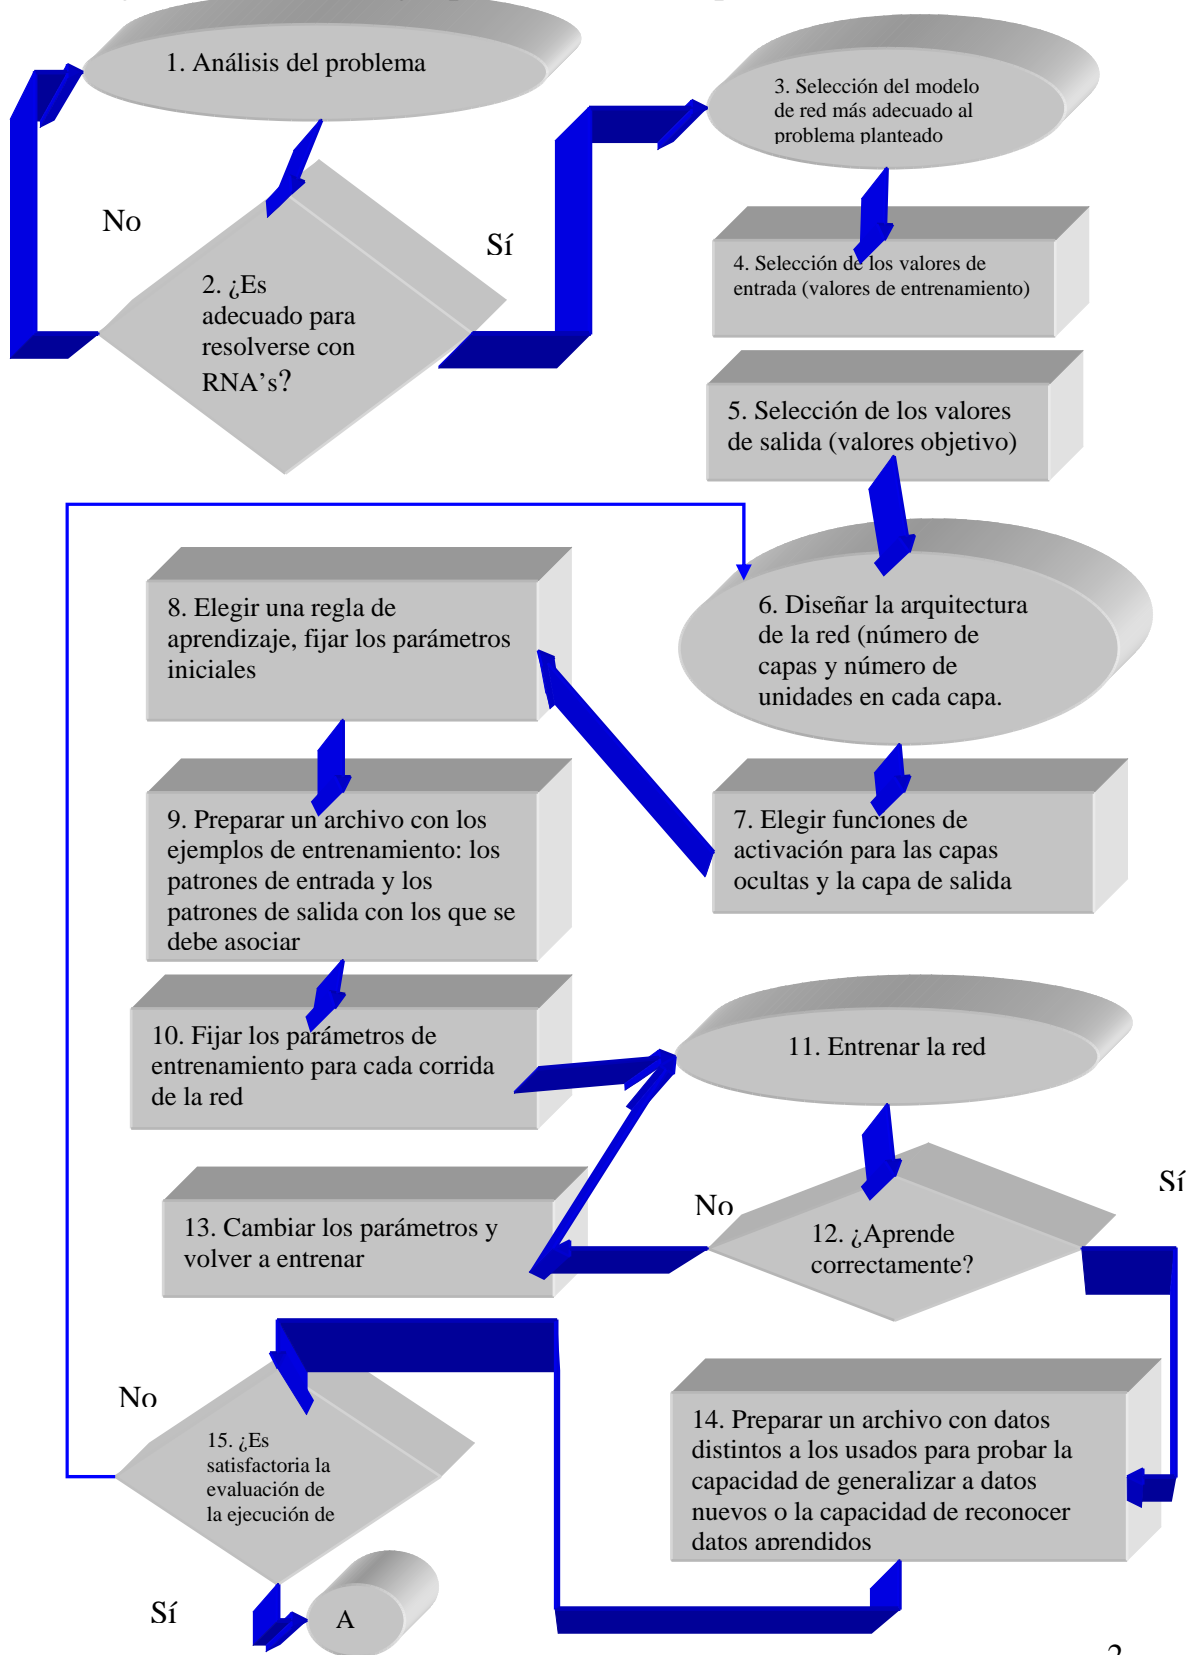 1. Análisis del problema
No
Sí
2. ¿Es
adecuado para
resolverse con
RNA’s?
3. Selección del modelo
de red más adecuado al
problema planteado
4. Selección de los valores de
entrada (valores de entrenamiento)
5. Selección de los valores
de salida (valores objetivo)
6. Diseñar la arquitectura
de la red (número de
capas y número de
unidades en cada capa.
7. Elegir funciones de
activación para las capas
ocultas y la capa de salida
8. Elegir una regla de
aprendizaje, fijar los parámetros
iniciales
9. Preparar un archivo con los
ejemplos de entrenamiento: los
patrones de entrada y los
patrones de salida con los que se
debe asociar
10. Fijar los parámetros de
entrenamiento para cada corrida
de la red
11. Entrenar la red
No
Sí
12. ¿Aprende
correctamente?
13. Cambiar los parámetros y
volver a entrenar
14. Preparar un archivo con datos
distintos a los usados para probar la
capacidad de generalizar a datos
nuevos o la capacidad de reconocer
datos aprendidos
No
15. ¿Es
satisfactoria la
evaluación de
la ejecución de
Sí
A